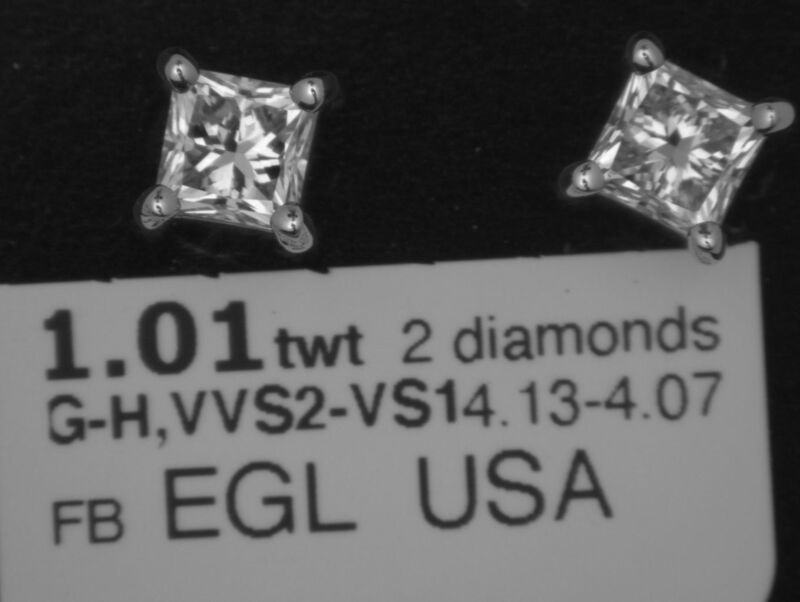 1.01twt 2 diamonds
G-H,VVS2-VS14.13-4.07
FB EGL USA